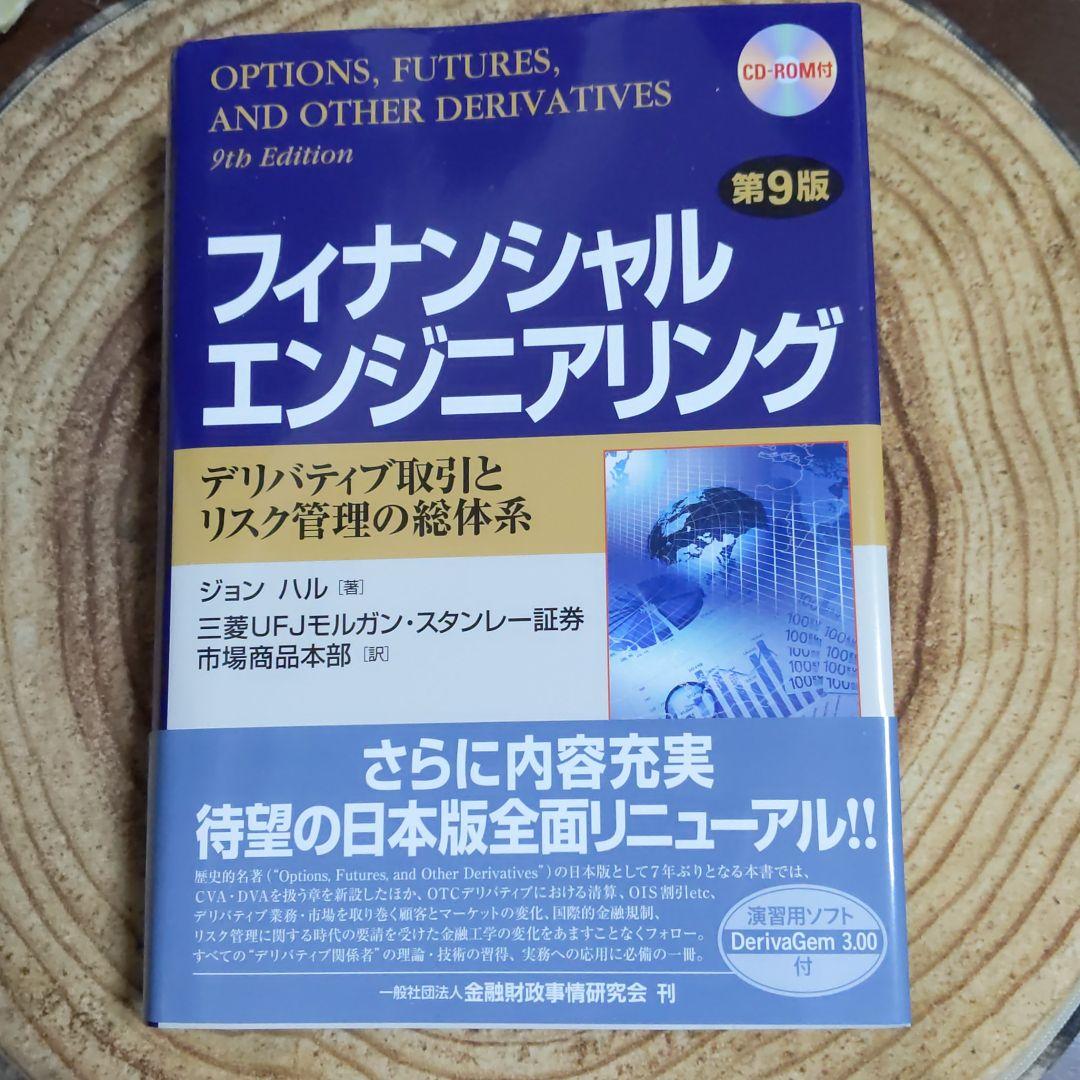 OPTIONS, FUTURES,
AND OTHER DERIVATIVES
9th Edition
CD-ROM付
第9版
フィナンシャル
エンジニアリング
デリバティブ取引と
リスク管理の総体系
ジョン ハル [著]
三菱UFJモルガン・スタンレー証券
市場商品本部 [訳]
100
100 100
100 100
100 100
さらに内容充実
待望の日本版全面リニューアル!!
歴史的名著("Options, Futures, and Other Derivatives")の日本版として7年ぶりとなる本書では、
CVA・DVAを扱う章を新設したほか、OTCデリバティブにおける清算、OIS割引etc、
デリバティブ業務・市場を取り巻く顧客とマーケットの変化、国際的金融規制、
リスク管理に関する時代の要請を受けた金融工学の変化をあますことなくフォロー。
すべての"デリバティブ関係者"の理論・技術の習得、実務への応用に必備の一冊。
演習用ソフト
DerivaGem 3.00
付
一般社団法人 金融財政事情研究会 刊